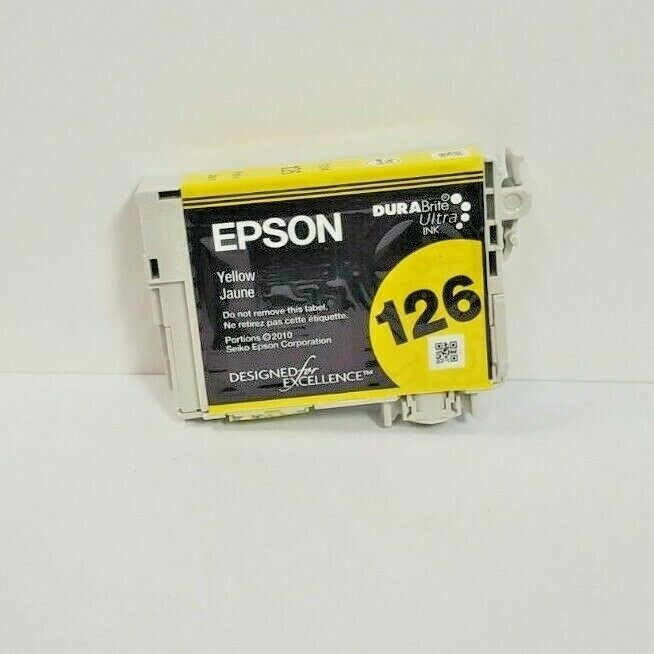 DURABrite
Ultra
INK
EPSON
Yellow
Jaune
Do not remove this label.
Ne retirez pas cette étiquette.
Portions ©2010
Seiko Epson Corporation
126
DESIGNED for
EXCELLENCE™